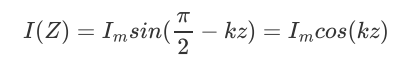 I(Z) = I_m sin(π/2 − kz) = I_m cos(kz)